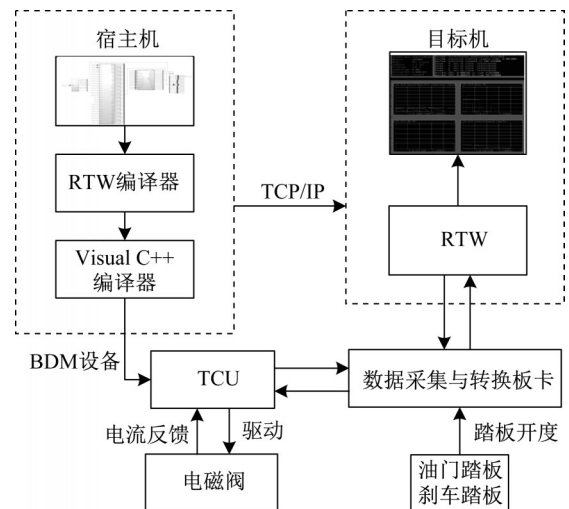 宿主机
目标机
RTW编译器
TCP/IP
RTW
Visual C++
编译器
BDM设备
TCU
数据采集与转换板卡
电流反馈
驱动
踏板开度
电磁阀
油门踏板
刹车踏板